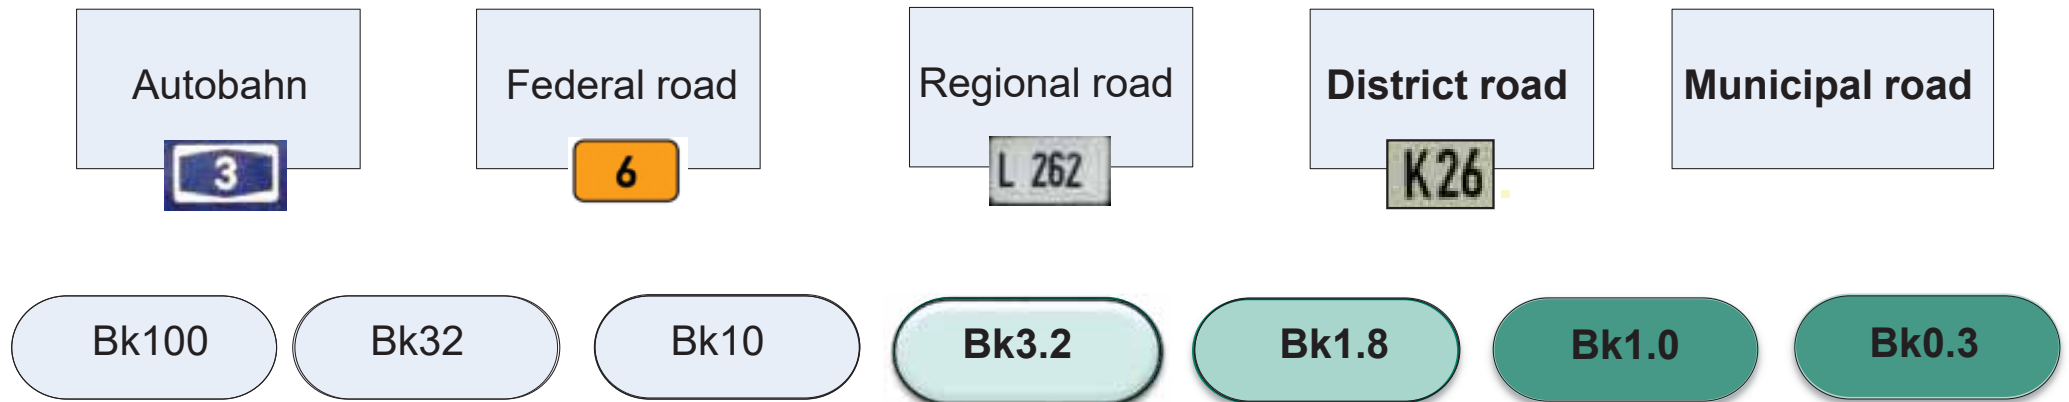 Autobahn
Federal road
Regional road
District road
Municipal road
3
6
L 262
K26
Bk100
Bk32
Bk10
Bk3.2
Bk1.8
Bk1.0
Bk0.3